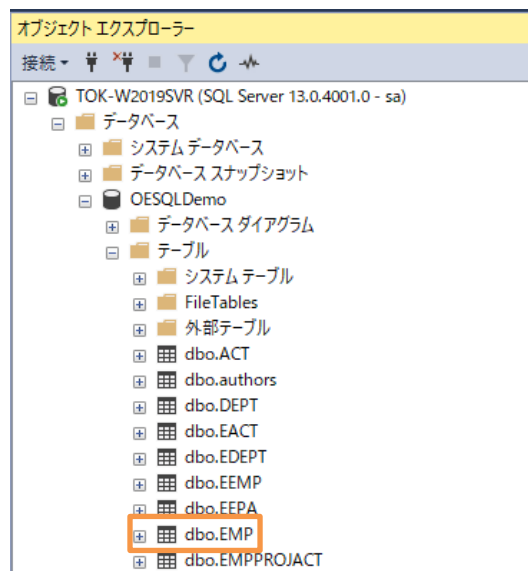 オブジェクト エクスプローラー
接続
TOK-W2019SVR (SQL Server 13.0.4001.0 - sa)
データベース
システム データベース
データベース スナップショット
OESQLDemo
データベース ダイアグラム
テーブル
システム テーブル
FileTables
外部テーブル
dbo.ACT
dbo.authors
dbo.DEPT
dbo.EACT
dbo.EDEPT
dbo.EEMP
dbo.EEPA
dbo.EMP
dbo.EMPPROJACT